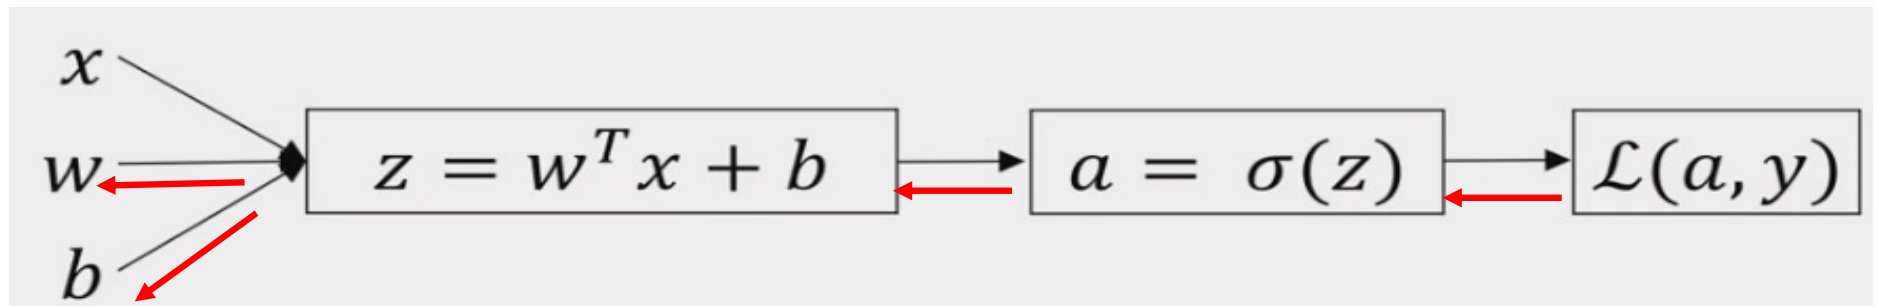 x
w
b
z = w^T x + b
a = σ(z)
ℒ(a, y)